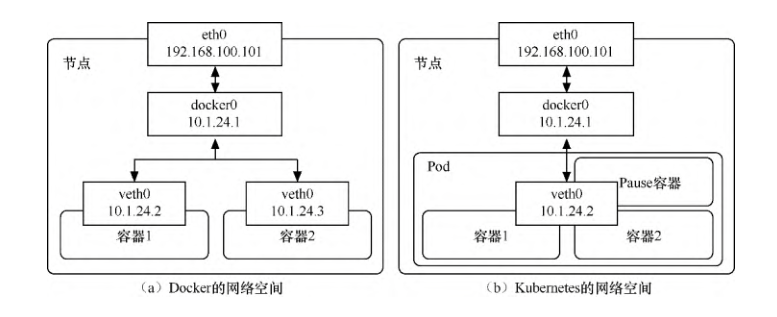 节点
eth0
192.168.100.101
docker0
10.1.24.1
veth0
10.1.24.2
容器1
veth0
10.1.24.3
容器2
（a）Docker的网络空间
节点
eth0
192.168.100.101
docker0
10.1.24.1
Pod
Pause容器
veth0
10.1.24.2
容器1
容器2
（b）Kubernetes的网络空间